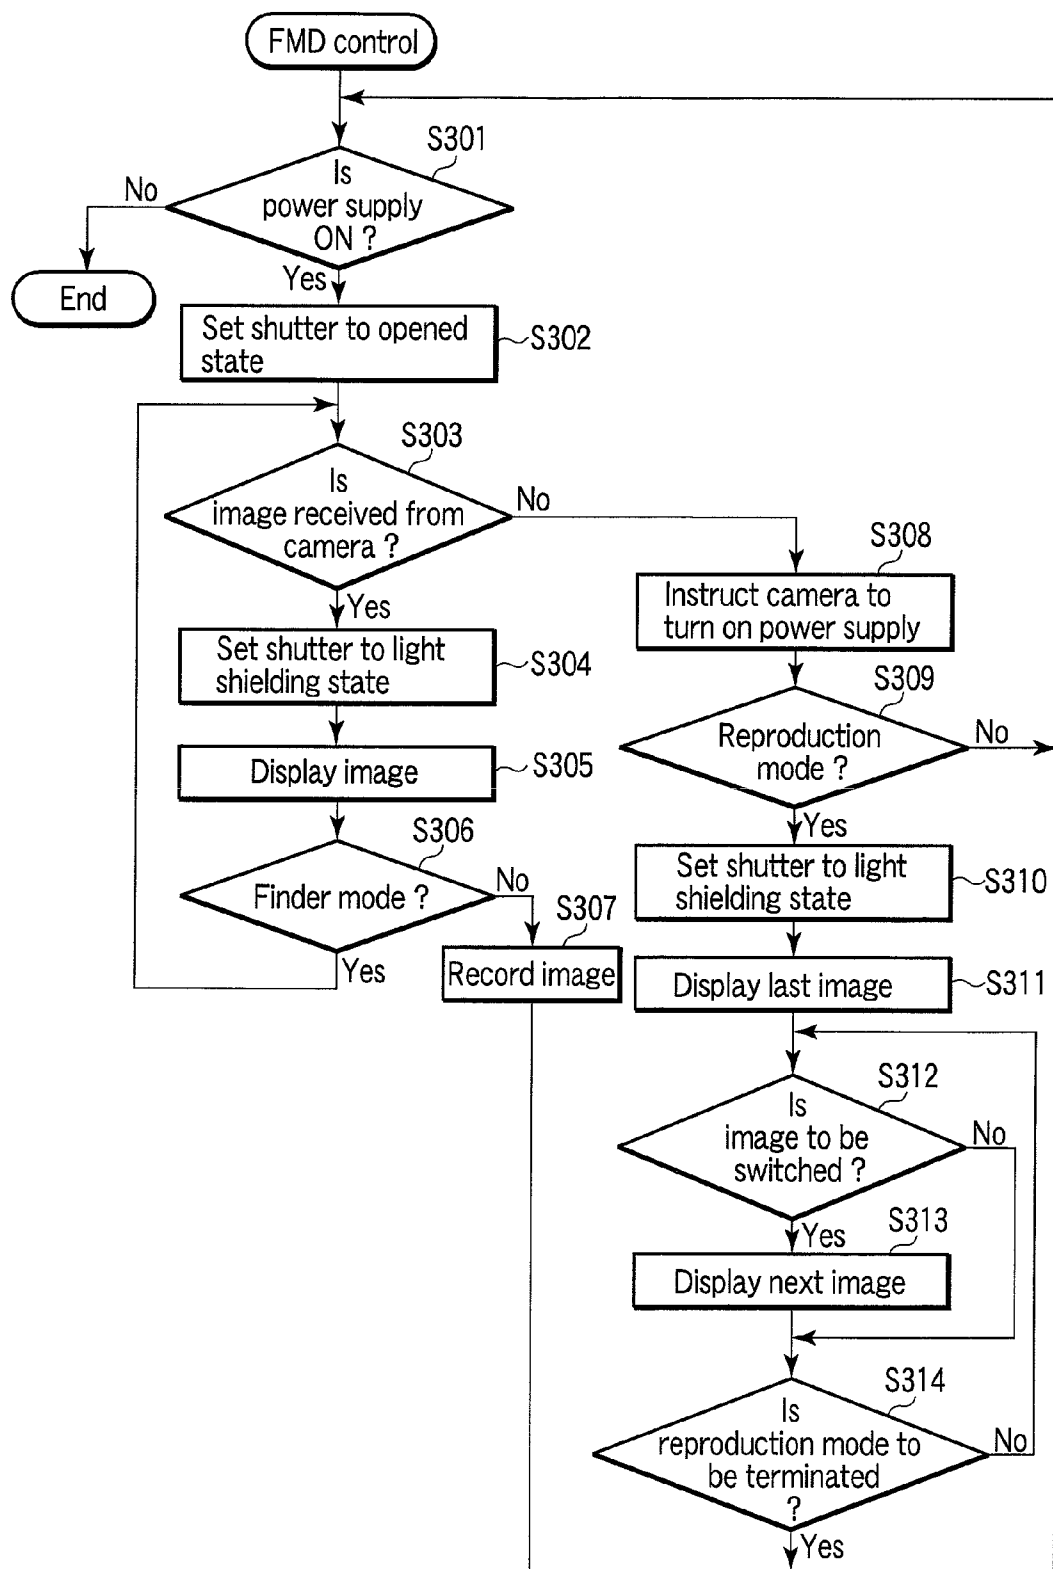 FMD control
S301
Is
power supply
ON ?
No
Yes
End
Set shutter to opened
state
S302
S303
Is
image received from
camera ?
No
Yes
S308
Instruct camera to
turn on power supply
Set shutter to light
shielding state
S304
S309
Reproduction
mode ?
No
Yes
Display image
S305
S306
Finder mode ?
No
Yes
S307
Record image
Set shutter to light
shielding state
S310
Display last image
S311
S312
Is
image to be
switched ?
No
Yes
S313
Display next image
S314
Is
reproduction mode to
be terminated
?
No
Yes